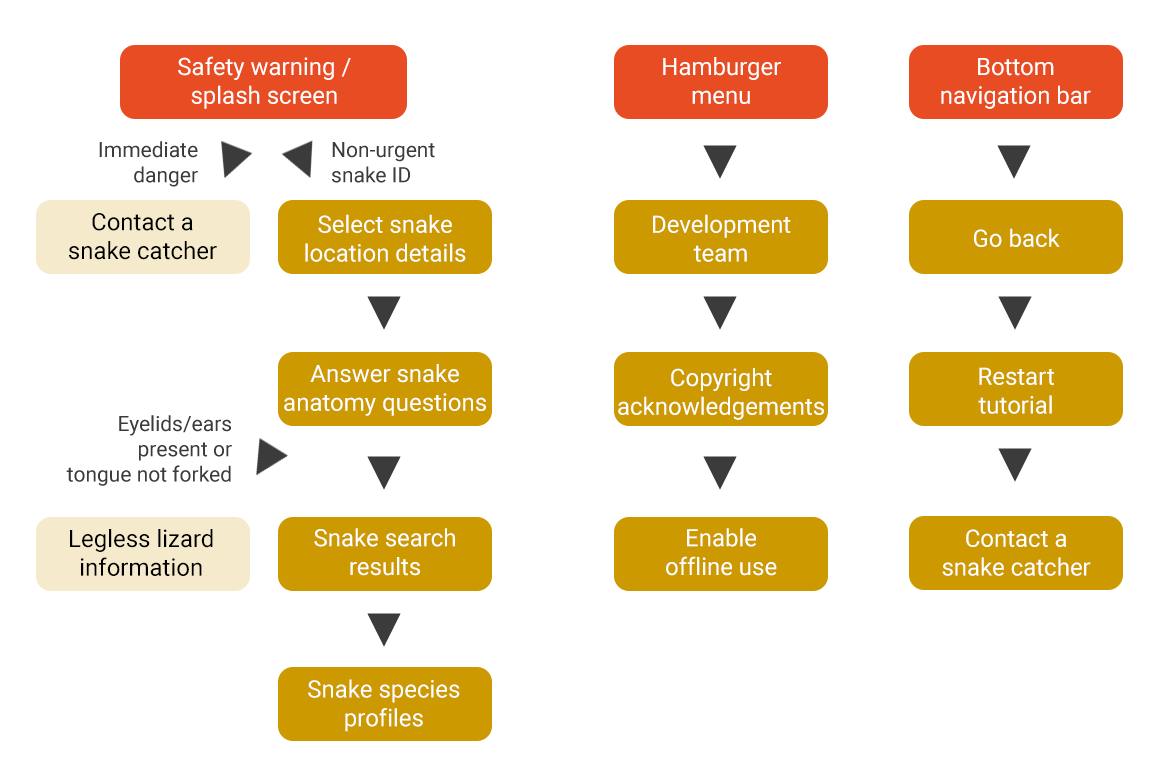 Safety warning /
splash screen
Immediate
danger
Non-urgent
snake ID
Contact a
snake catcher
Select snake
location details
Answer snake
anatomy questions
Eyelids/ears
present or
tongue not forked
Legless lizard
information
Snake search
results
Snake species
profiles
Hamburger
menu
Development
team
Copyright
acknowledgements
Enable
offline use
Bottom
navigation bar
Go back
Restart
tutorial
Contact a
snake catcher